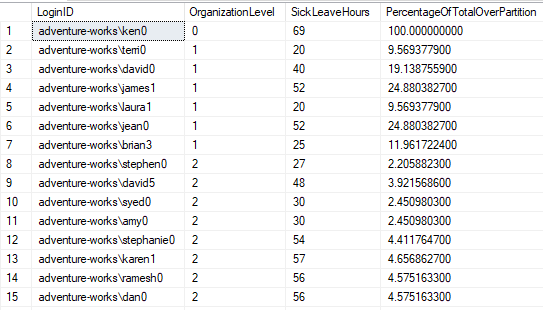 LoginID OrganizationLevel SickLeaveHours PercentageOfTotalOverPartition
1 adventure-works\ken0 0 69 100.000000000
2 adventure-works\terri0 1 20 9.569377900
3 adventure-works\david0 1 40 19.138755900
4 adventure-works\james1 1 52 24.880382700
5 adventure-works\laura1 1 20 9.569377900
6 adventure-works\jean0 1 52 24.880382700
7 adventure-works\brian3 1 25 11.961722400
8 adventure-works\stephen0 2 27 2.205882300
9 adventure-works\david5 2 48 3.921568600
10 adventure-works\syed0 2 30 2.450980300
11 adventure-works\amy0 2 30 2.450980300
12 adventure-works\stephanie0 2 54 4.411764700
13 adventure-works\karen1 2 57 4.656862700
14 adventure-works\ramesh0 2 56 4.575163300
15 adventure-works\dan0 2 56 4.575163300